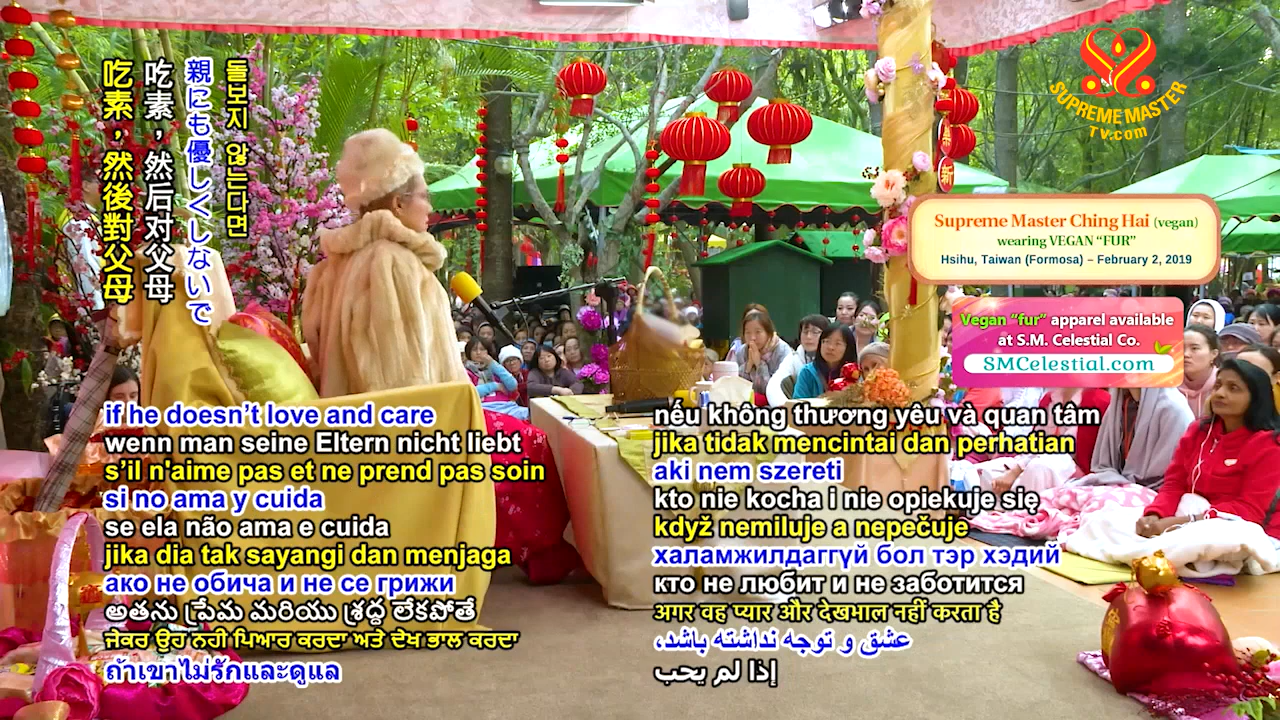 돌보지 않는다면
親にも優しくしないで
吃素，然后对父母
吃素，然後對父母
SUPREME MASTER
TV.com
新
Supreme Master Ching Hai (vegan)
wearing VEGAN “FUR”
Hsihu, Taiwan (Formosa) – February 2, 2019
Vegan “fur” apparel available
at S.M. Celestial Co.
SMCelestial.com
if he doesn’t love and care
wenn man seine Eltern nicht liebt
s’il n'aime pas et ne prend pas soin
si no ama y cuida
se ela não ama e cuida
jika dia tak sayangi dan menjaga
ако не обича и не се грижи
అతను ప్రేమ మరియు శ్రద్ధ లేకపోతే
ਜੇਕਰ ਉਹ ਨਹੀ ਪਿਆਰ ਕਰਦਾ ਅਤੇ ਦੇਖ ਭਾਲ ਕਰਦਾ
ถ้าเขาไม่รักและดูแล
nếu không thương yêu và quan tâm
jika tidak mencintai dan perhatian
aki nem szereti
kto nie kocha i nie opiekuje się
když nemiluje a nepečuje
халамжилдаггүй бол тэр хэдий
кто не любит и не заботится
अगर वह प्यार और देखभाल नहीं करता है
عشق و توجه نداشته باشد،
إذا لم يحب